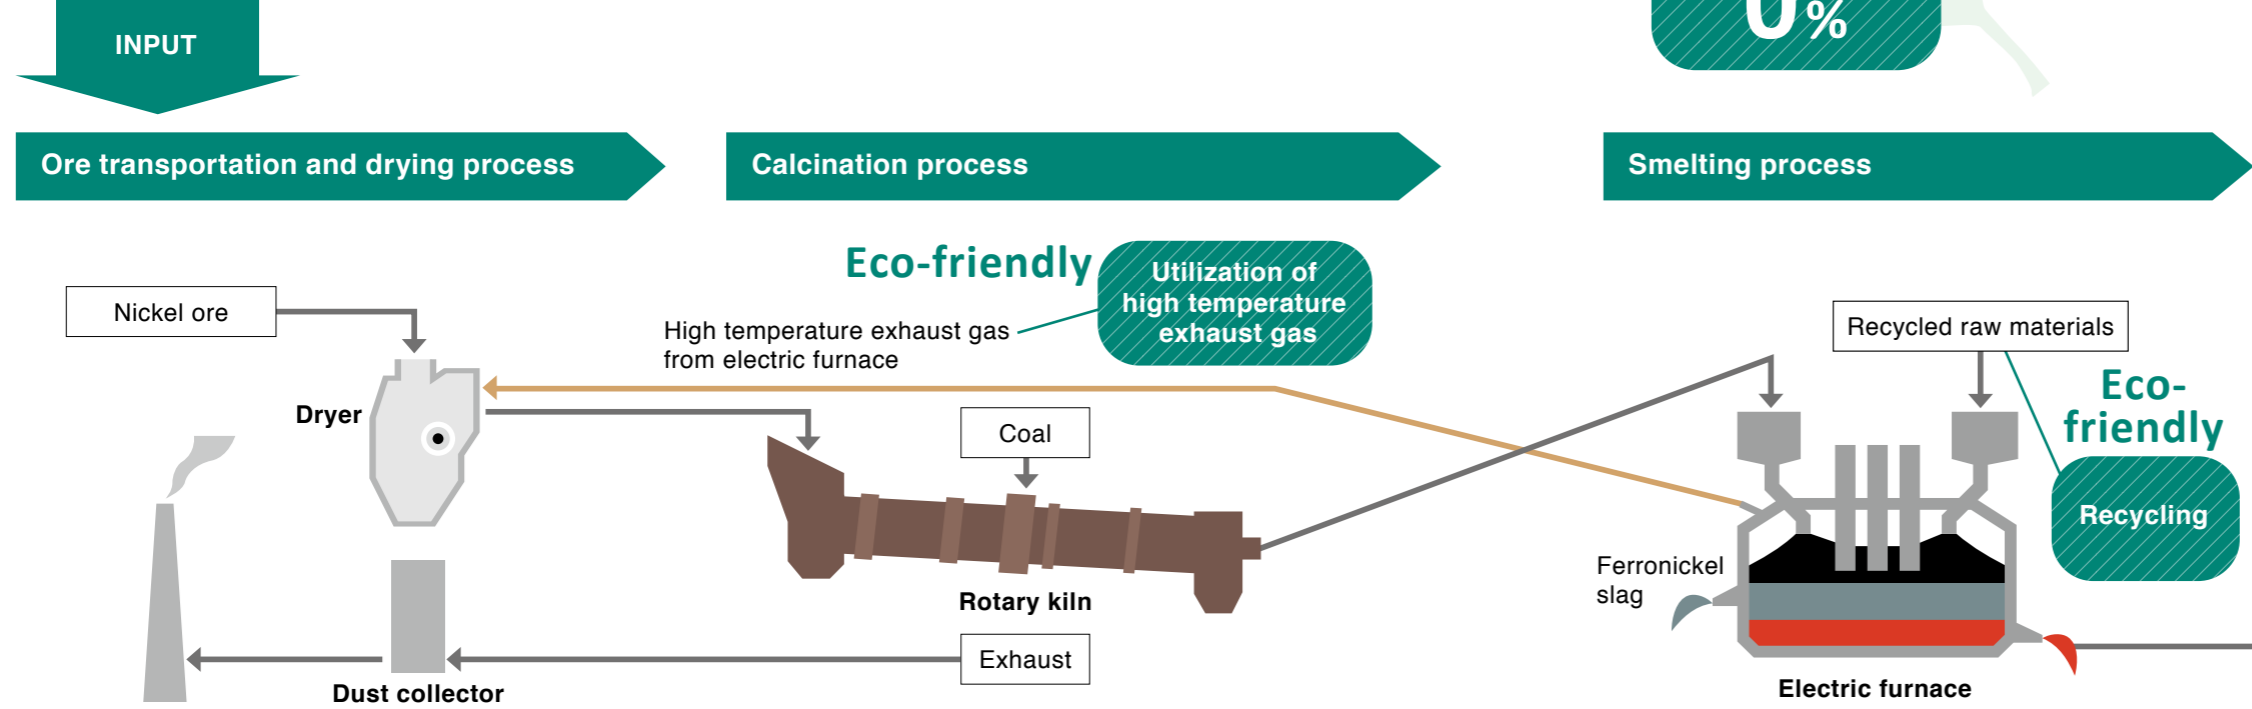 INPUT
0%
Ore transportation and drying process
Calcination process
Smelting process
Eco-friendly
Utilization of
high temperature
exhaust gas
High temperature exhaust gas
from electric furnace
Nickel ore
Dryer
Coal
Rotary kiln
Exhaust
Dust collector
Recycled raw materials
Eco-
friendly
Recycling
Ferronickel
slag
Electric furnace